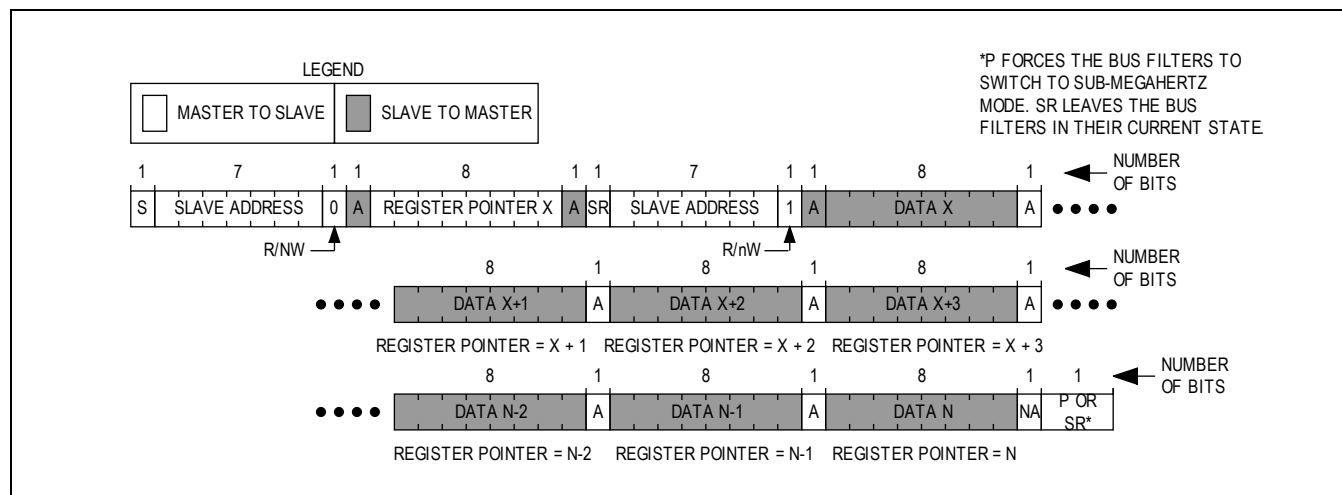 LEGEND
MASTER TO SLAVE SLAVE TO MASTER
*P FORCES THE BUS FILTERS TO
SWITCH TO SUB-MEGAHERTZ
MODE. SR LEAVES THE BUS
FILTERS IN THEIR CURRENT STATE.
1 7 1 1 8 1 1 7 1 1 8 1 NUMBER
OF BITS
S SLAVE ADDRESS 0 A REGISTER POINTER X A SR SLAVE ADDRESS 1 A DATA X A
R/NW R/nW
8 1 8 1 8 1 NUMBER
OF BITS
DATA X+1 A DATA X+2 A DATA X+3 A
REGISTER POINTER = X + 1 REGISTER POINTER = X + 2 REGISTER POINTER = X + 3
8 1 8 1 8 1 1 NUMBER
OF BITS
DATA N-2 A DATA N-1 A DATA N NA P OR
SR*
REGISTER POINTER = N-2 REGISTER POINTER = N-1 REGISTER POINTER = N